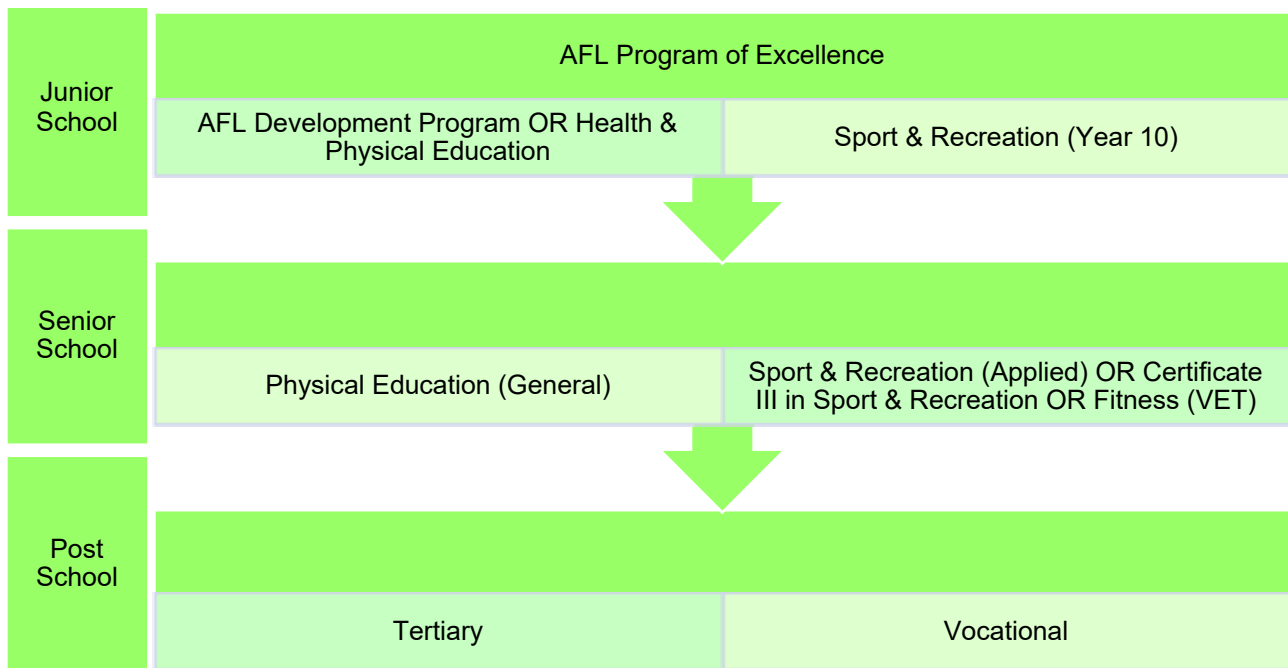 Junior
School
AFL Program of Excellence
AFL Development Program OR Health &
Physical Education
Sport & Recreation (Year 10)
Senior
School
Physical Education (General)
Sport & Recreation (Applied) OR Certificate
III in Sport & Recreation OR Fitness (VET)
Post
School
Tertiary
Vocational